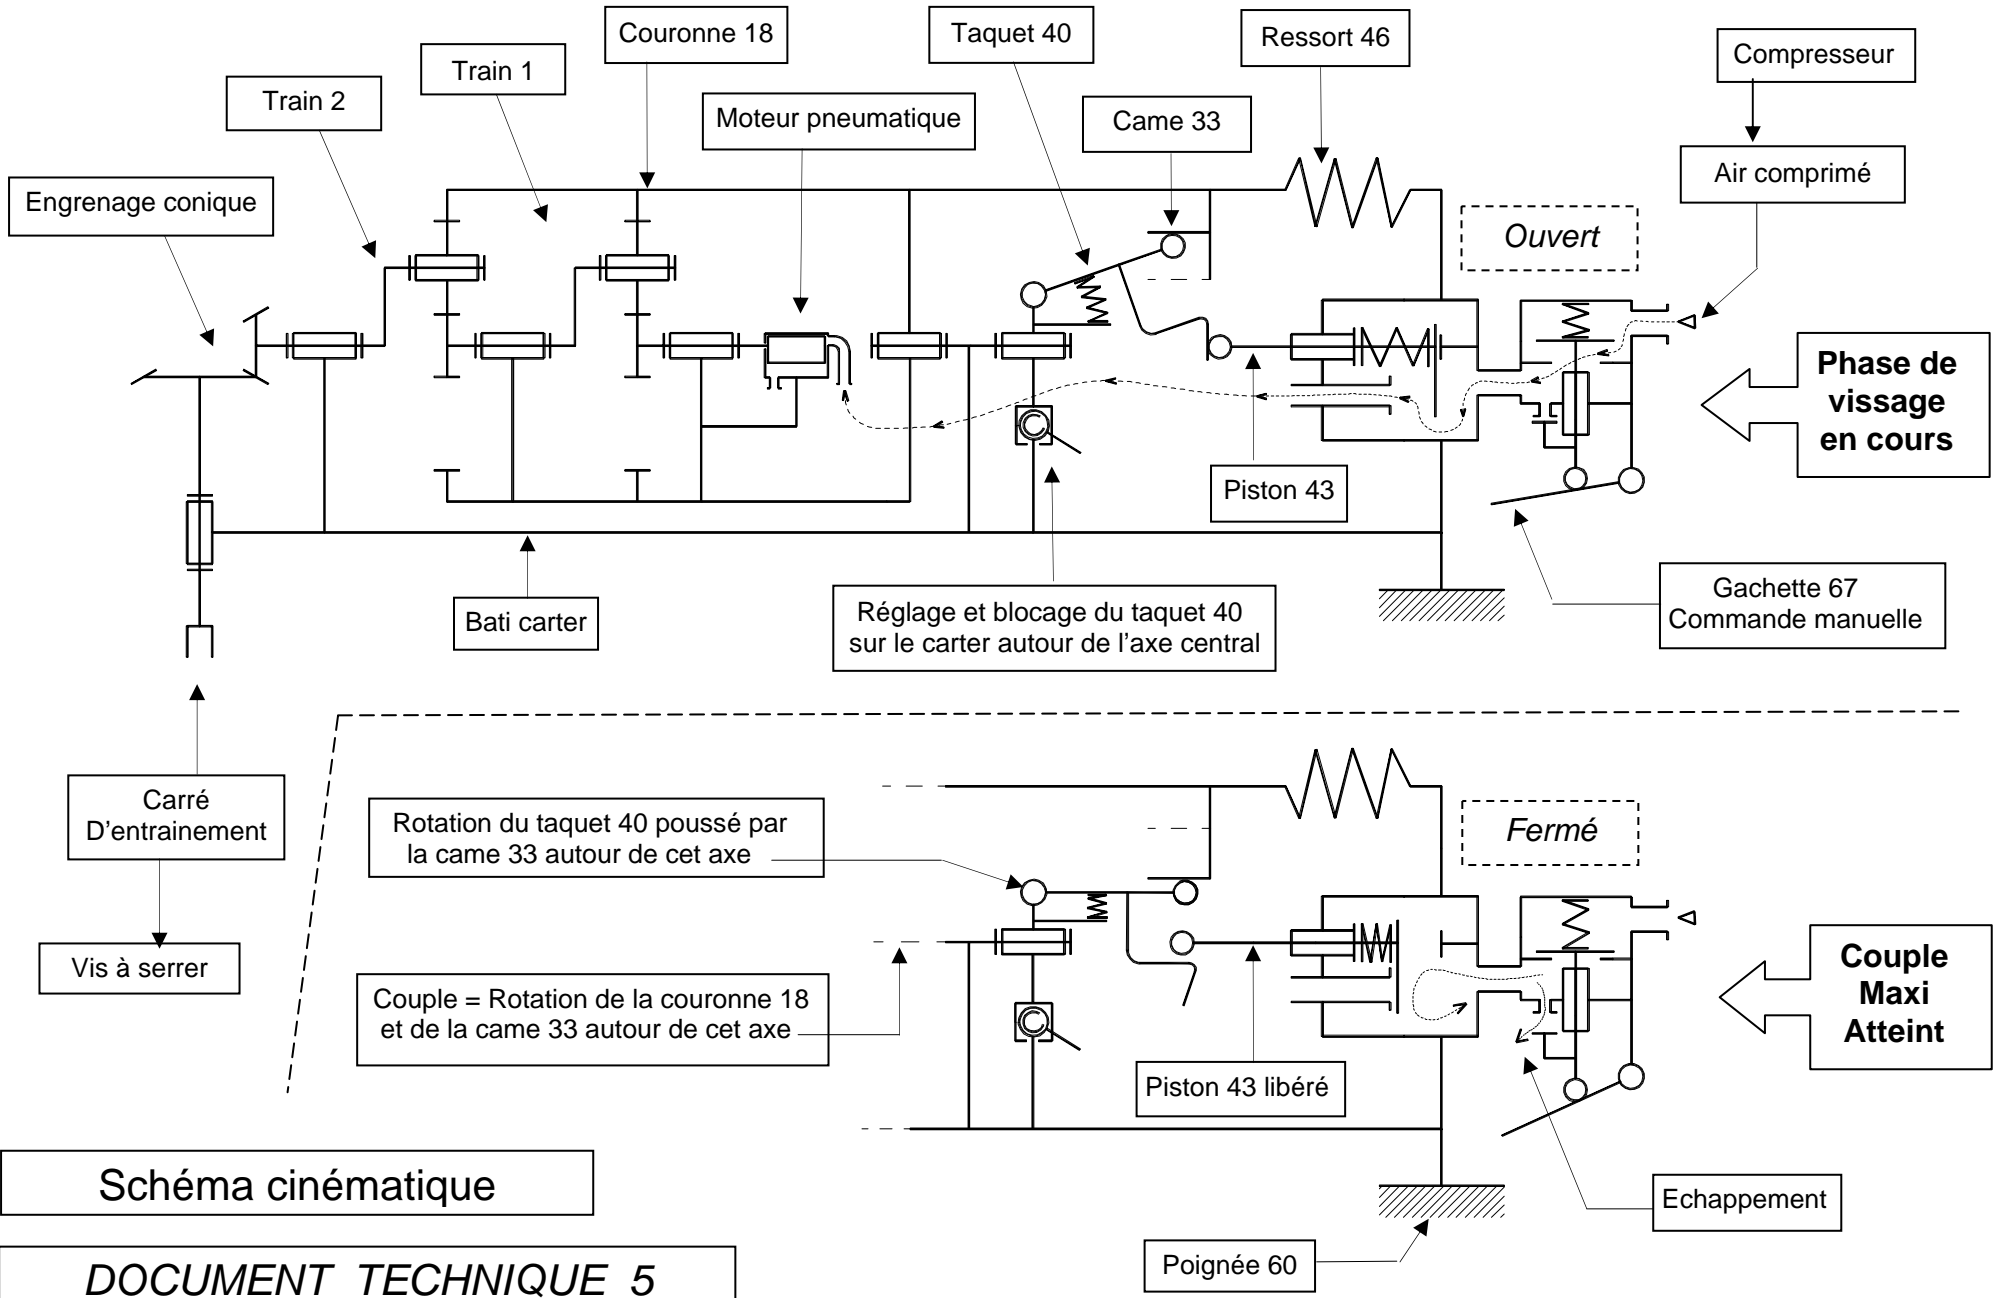 Couronne 18
Taquet 40
Ressort 46
Compresseur
Train 1
Train 2
Moteur pneumatique
Came 33
Air comprimé
Engrenage conique
Ouvert
Phase de
vissage
en cours
Piston 43
Bati carter
Réglage et blocage du taquet 40
sur le carter autour de l'axe central
Gachette 67
Commande manuelle
Carré
D'entrainement
Vis à serrer
Rotation du taquet 40 poussé par
la came 33 autour de cet axe
Fermé
Couple = Rotation de la couronne 18
et de la came 33 autour de cet axe
Couple
Maxi
Atteint
Piston 43 libéré
Schéma cinématique
Echappement
Poignée 60
DOCUMENT TECHNIQUE 5